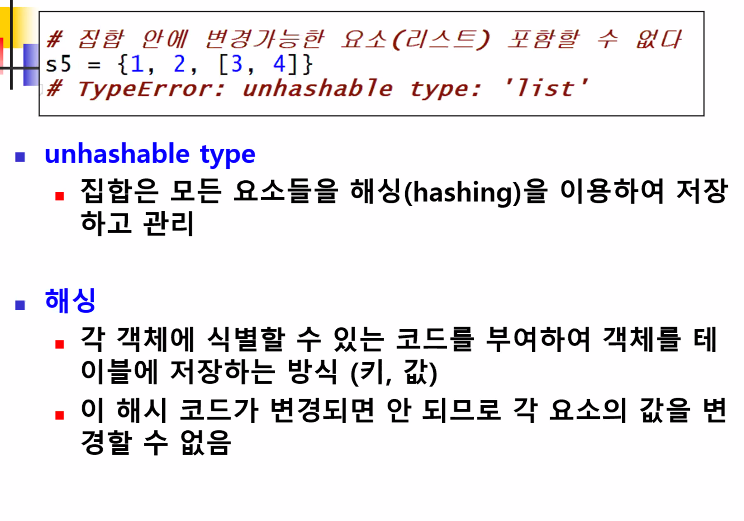 # 집합 안에 변경가능한 요소(리스트) 포함할 수 없다
s5 = {1, 2, [3, 4]}
# TypeError: unhashable type: 'list'
unhashable type
집합은 모든 요소들을 해싱(hashing)을 이용하여 저장
하고 관리
해싱
각 객체에 식별할 수 있는 코드를 부여하여 객체를 테
이블에 저장하는 방식 (키, 값)
이 해시 코드가 변경되면 안 되므로 각 요소의 값을 변
경할 수 없음